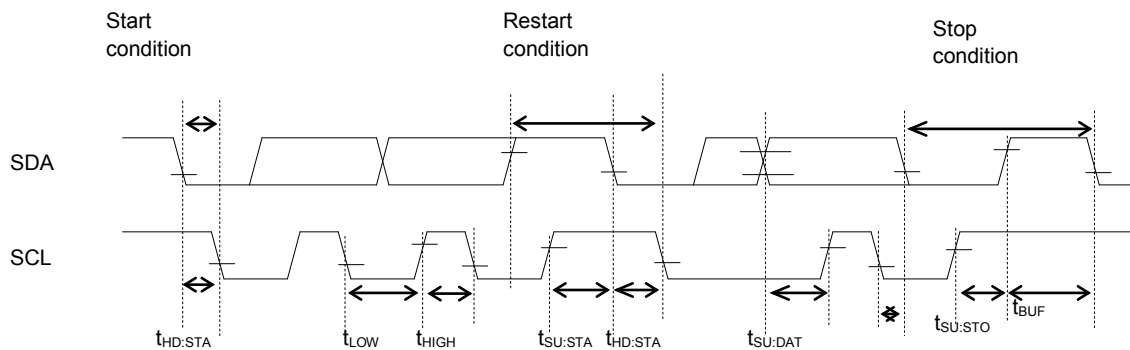 Start
condition
Restart
condition
Stop
condition
SDA
SCL
tHD:STA
tLOW
tHIGH
tSU:STA
tHD:STA
tSU:DAT
tSU:STO
tBUF